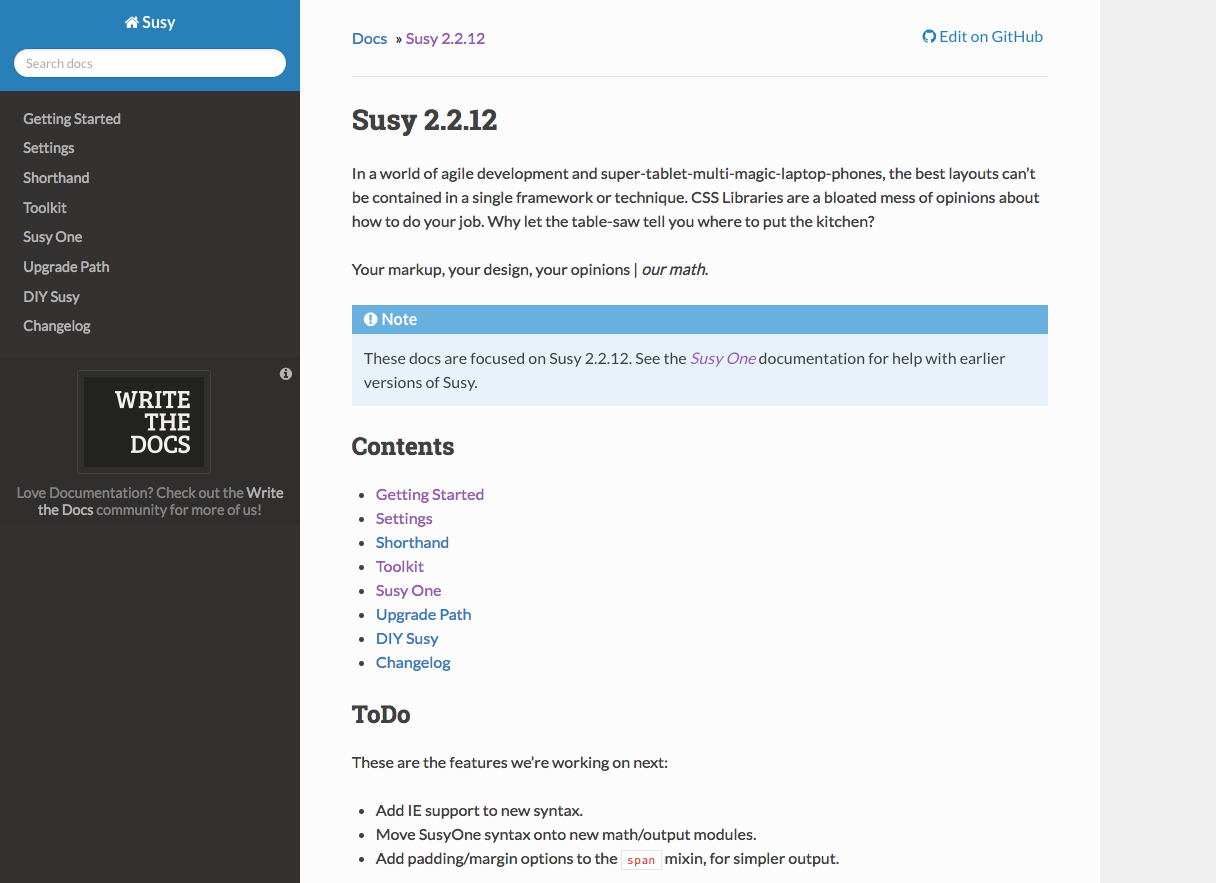 Susy
Search docs
Getting Started
Settings
Shorthand
Toolkit
Susy One
Upgrade Path
DIY Susy
Changelog
WRITE
THE
DOCS
Love Documentation? Check out the Write
the Docs community for more of us!
Docs » Susy 2.2.12
Edit on GitHub
Susy 2.2.12
In a world of agile development and super-tablet-multi-magic-laptop-phones, the best layouts can’t
be contained in a single framework or technique. CSS Libraries are a bloated mess of opinions about
how to do your job. Why let the table-saw tell you where to put the kitchen?
Your markup, your design, your opinions | our math.
Note
These docs are focused on Susy 2.2.12. See the Susy One documentation for help with earlier
versions of Susy.
Contents
• Getting Started
• Settings
• Shorthand
• Toolkit
• Susy One
• Upgrade Path
• DIY Susy
• Changelog
ToDo
These are the features we’re working on next:
• Add IE support to new syntax.
• Move SusyOne syntax onto new math/output modules.
• Add padding/margin options to the span mixin, for simpler output.